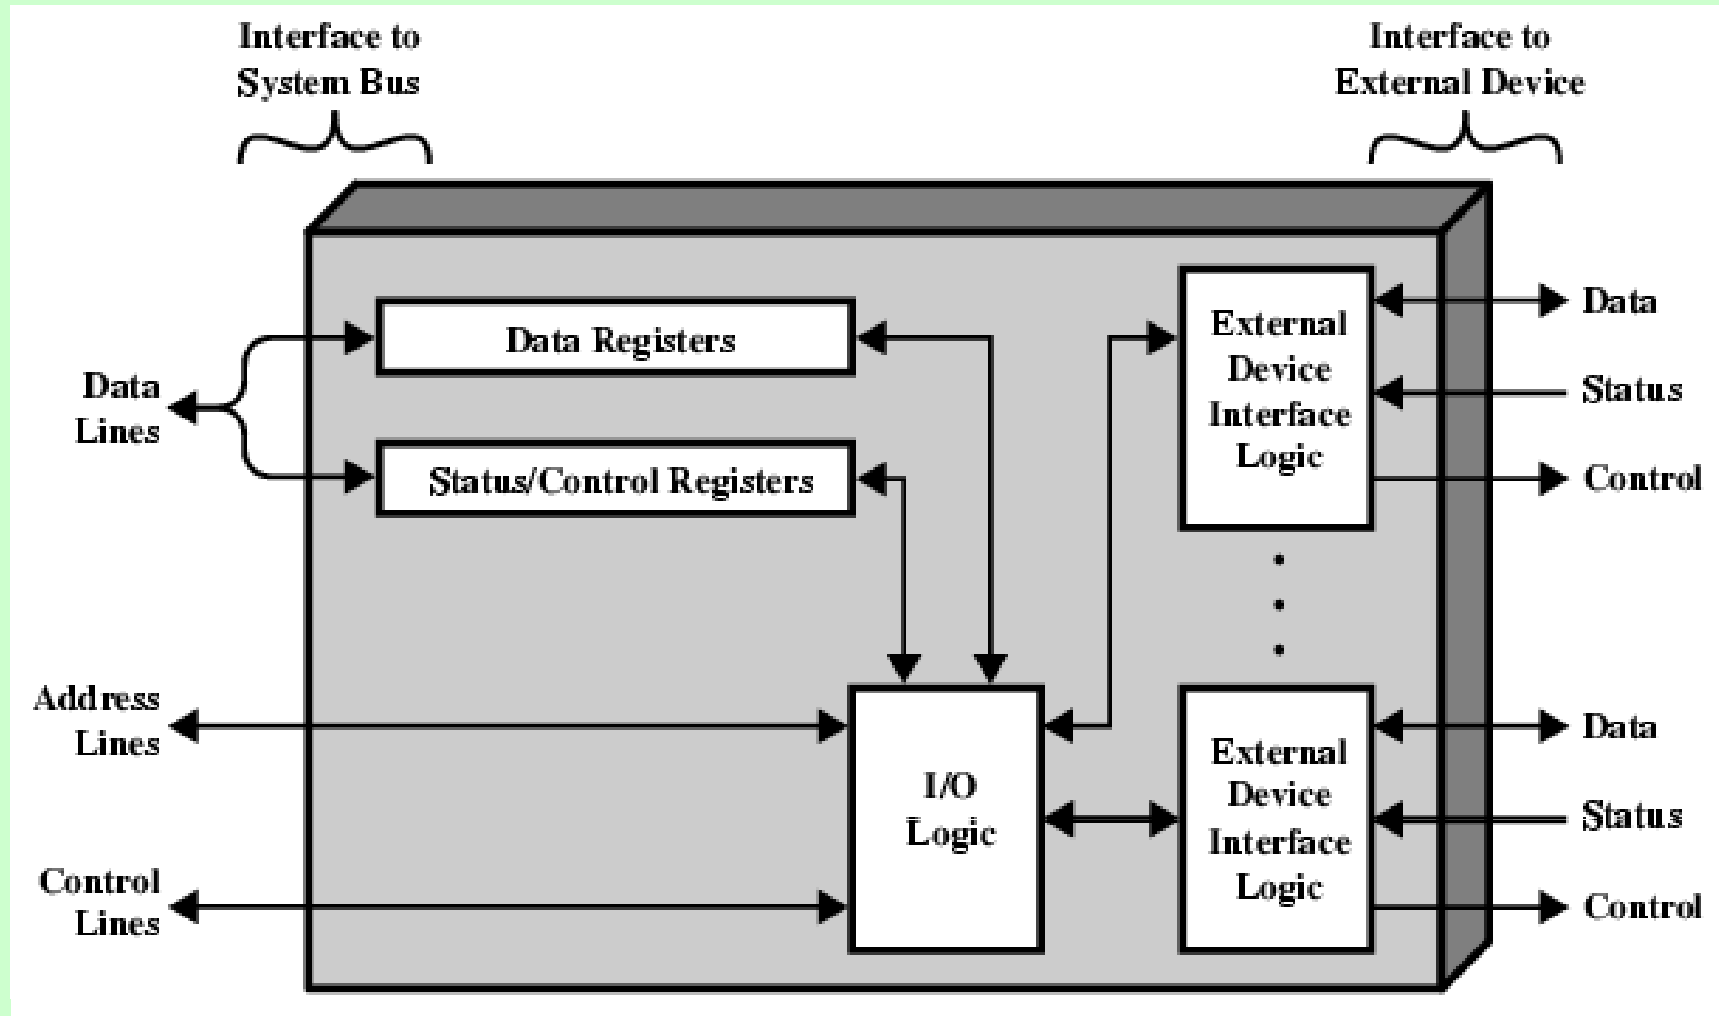 Interface to
System Bus
Interface to
External Device
Data Registers
Status/Control Registers
Data
Lines
Address
Lines
Control
Lines
I/O
Logic
External
Device
Interface
Logic
Data
Status
Control
External
Device
Interface
Logic
Data
Status
Control